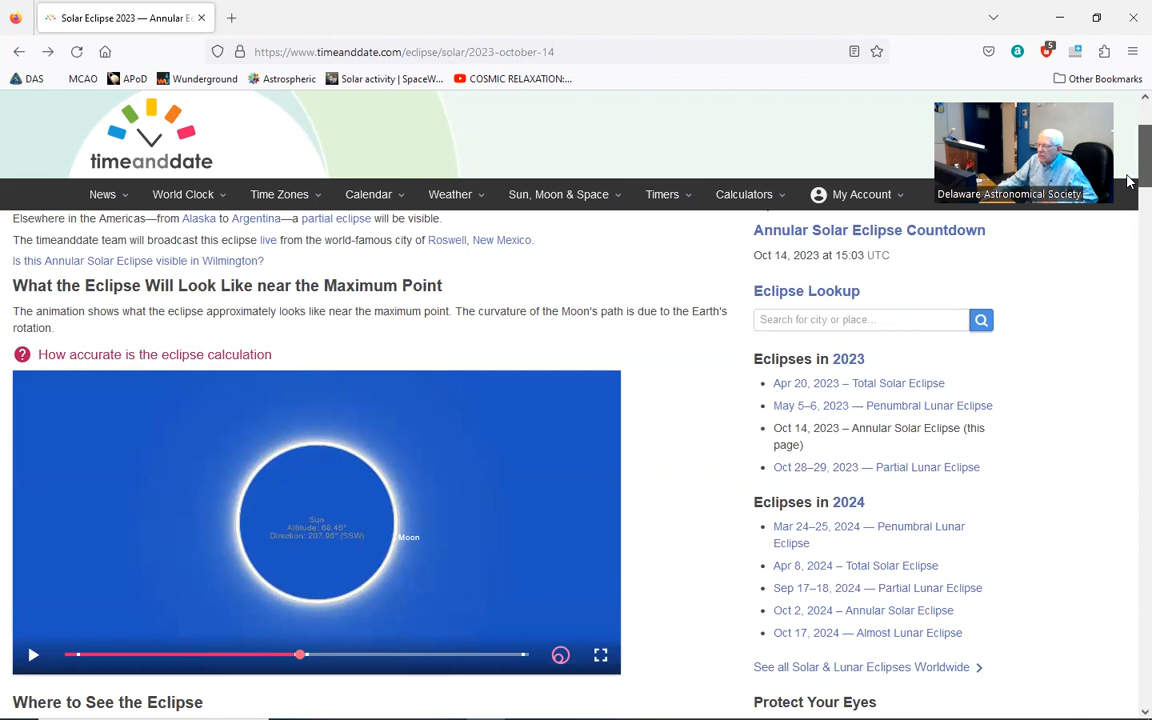 Solar Eclipse 2023 — Annular Ec
https://www.timeanddate.com/eclipse/solar/2023-october-14
5
DAS
MCAO
APoD
Wunderground
Astrospheric
Solar activity | SpaceW...
COSMIC RELAXATION:...
Other Bookmarks
timeanddate
Delaware Astronomical Society
News
World Clock
Time Zones
Calendar
Weather
Sun, Moon & Space
Timers
Calculators
My Account
Elsewhere in the Americas—from Alaska to Argentina—a partial eclipse will be visible.
The timeanddate team will broadcast this eclipse live from the world-famous city of Roswell, New Mexico.
Is this Annular Solar Eclipse visible in Wilmington?
What the Eclipse Will Look Like near the Maximum Point
The animation shows what the eclipse approximately looks like near the maximum point. The curvature of the Moon's path is due to the Earth's
rotation.
? How accurate is the eclipse calculation
Sun
Altitude: 68.46°
Direction: 207.96° (SSW)
Moon
Where to See the Eclipse
Annular Solar Eclipse Countdown
Oct 14, 2023 at 15:03 UTC
Eclipse Lookup
Search for city or place...
Eclipses in 2023
Apr 20, 2023 – Total Solar Eclipse
May 5–6, 2023 — Penumbral Lunar Eclipse
Oct 14, 2023 – Annular Solar Eclipse (this
page)
Oct 28–29, 2023 — Partial Lunar Eclipse
Eclipses in 2024
Mar 24–25, 2024 — Penumbral Lunar
Eclipse
Apr 8, 2024 – Total Solar Eclipse
Sep 17–18, 2024 — Partial Lunar Eclipse
Oct 2, 2024 – Annular Solar Eclipse
Oct 17, 2024 — Almost Lunar Eclipse
See all Solar & Lunar Eclipses Worldwide
Protect Your Eyes